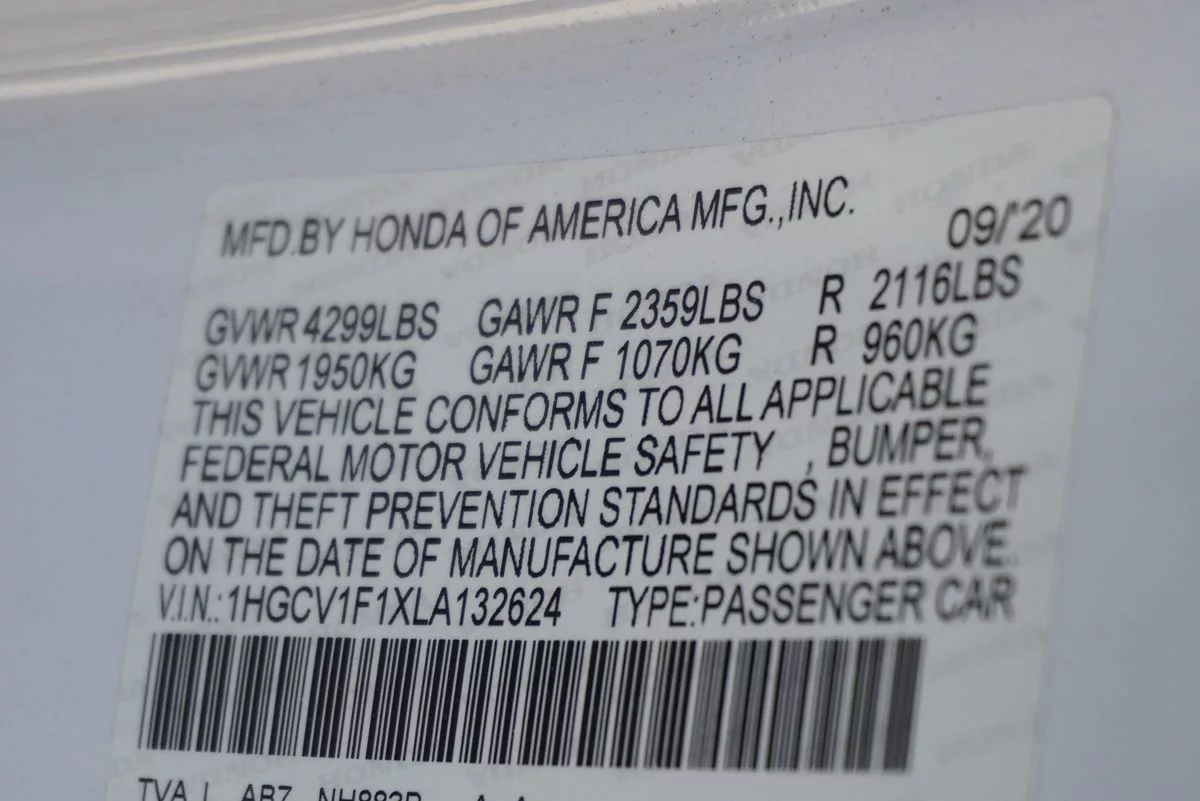 MFD.BY HONDA OF AMERICA MFG.,INC. 09/'20
GVWR 4299LBS GAWR F 2359LBS R 2116LBS
GVWR 1950KG GAWR F 1070KG R 960KG
THIS VEHICLE CONFORMS TO ALL APPLICABLE
FEDERAL MOTOR VEHICLE SAFETY , BUMPER,
AND THEFT PREVENTION STANDARDS IN EFFECT
ON THE DATE OF MANUFACTURE SHOWN ABOVE.
V.I.N.:1HGCV1F1XLA132624 TYPE:PASSENGER CAR
TVA